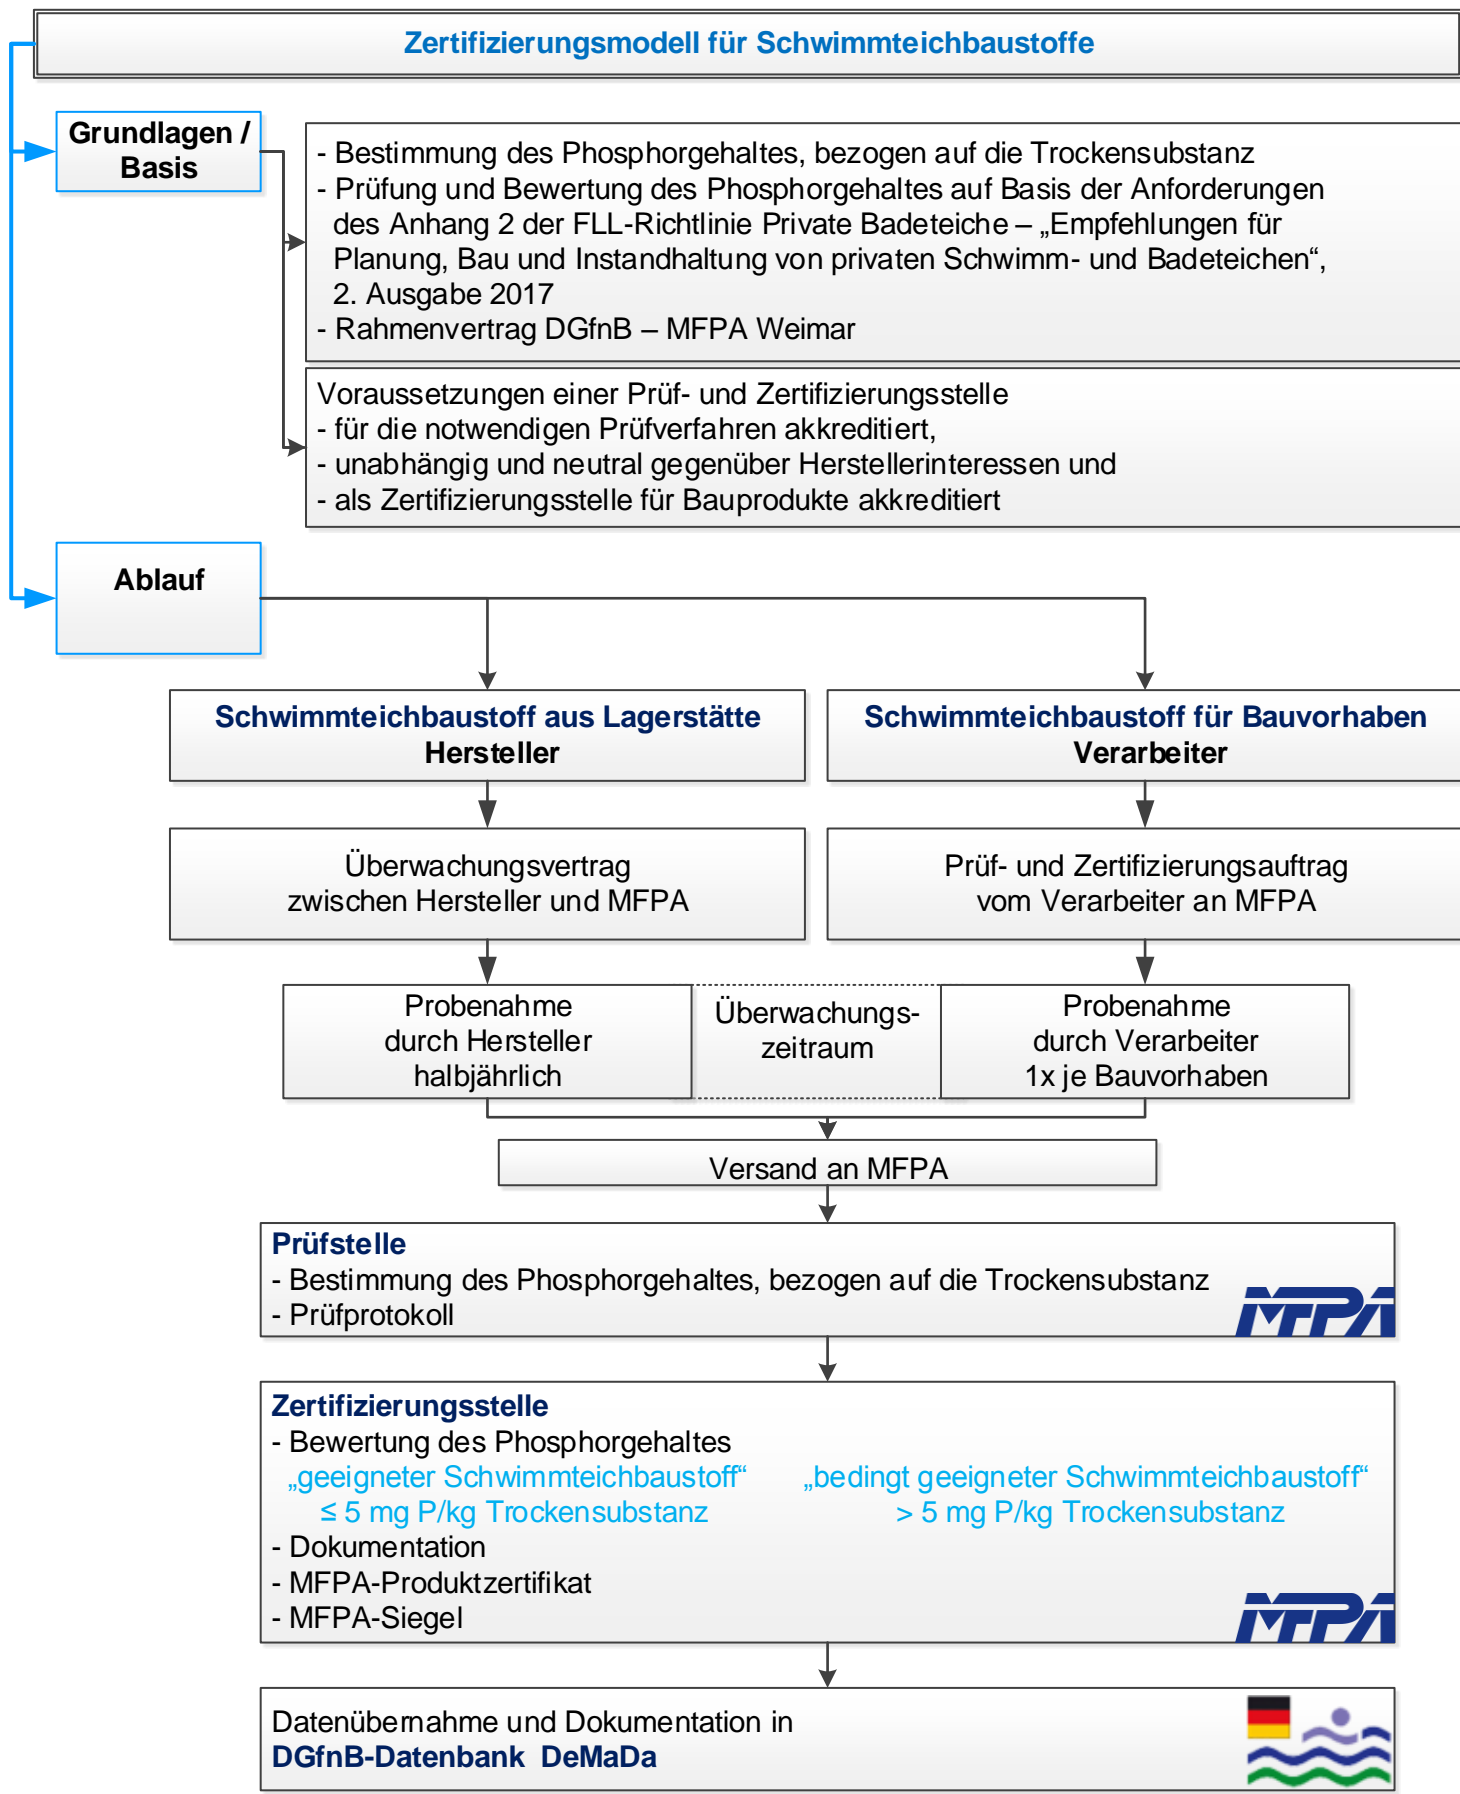 Zertifizierungsmodell für Schwimmteichbaustoffe
Grundlagen /
Basis
- Bestimmung des Phosphorgehaltes, bezogen auf die Trockensubstanz
- Prüfung und Bewertung des Phosphorgehaltes auf Basis der Anforderungen
des Anhang 2 der FLL-Richtlinie Private Badeteiche – „Empfehlungen für
Planung, Bau und Instandhaltung von privaten Schwimm- und Badeteichen“,
2. Ausgabe 2017
- Rahmenvertrag DGfnB – MFPA Weimar
Voraussetzungen einer Prüf- und Zertifizierungsstelle
- für die notwendigen Prüfverfahren akkreditiert,
- unabhängig und neutral gegenüber Herstellerinteressen und
- als Zertifizierungsstelle für Bauprodukte akkreditiert
Ablauf
Schwimmteichbaustoff aus Lagerstätte
Hersteller
Schwimmteichbaustoff für Bauvorhaben
Verarbeiter
Überwachungsvertrag
zwischen Hersteller und MFPA
Prüf- und Zertifizierungsauftrag
vom Verarbeiter an MFPA
Probenahme
durch Hersteller
halbjährlich
Überwachungs-
zeitraum
Probenahme
durch Verarbeiter
1x je Bauvorhaben
Versand an MFPA
Prüfstelle
- Bestimmung des Phosphorgehaltes, bezogen auf die Trockensubstanz
- Prüfprotokoll
MFPA
Zertifizierungsstelle
- Bewertung des Phosphorgehaltes
„geeigneter Schwimmteichbaustoff“
≤ 5 mg P/kg Trockensubstanz
„bedingt geeigneter Schwimmteichbaustoff“
> 5 mg P/kg Trockensubstanz
- Dokumentation
- MFPA-Produktzertifikat
- MFPA-Siegel
MFPA
Datenübernahme und Dokumentation in
DGfnB-Datenbank DeMaDa